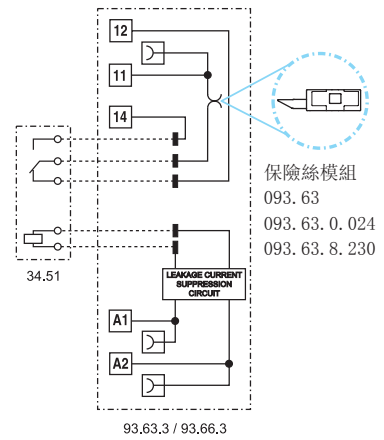 12
11
14
保險絲模組
093.63
093.63.0.024
093.63.8.230
34.51
LEAKAGE CURRENT
SUPPRESSION
CIRCUIT
A1
A2
93.63.3 / 93.66.3